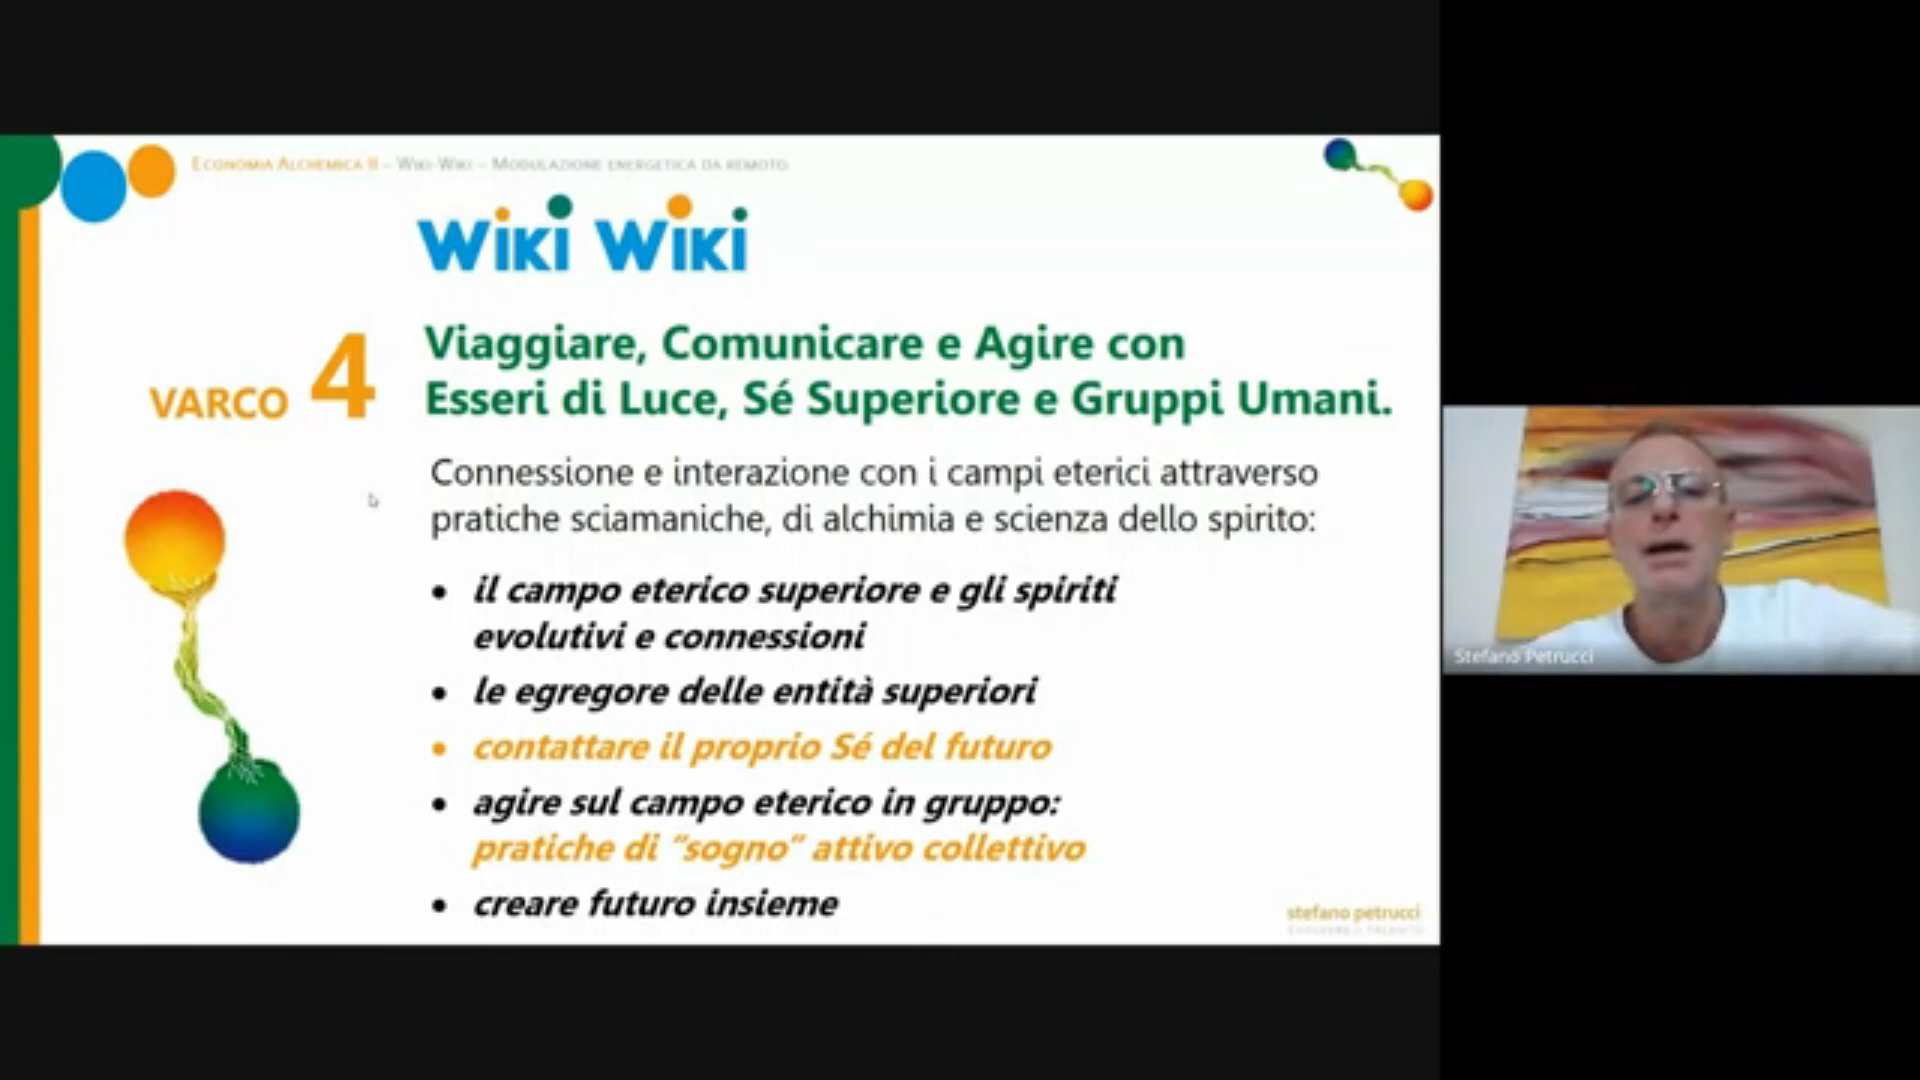 Economia Alchemica II – Wiki-Wiki – Modulazione energetica da remoto
Wiki Wiki
VARCO 4
Viaggiare, Comunicare e Agire con
Esseri di Luce, Sé Superiore e Gruppi Umani.
Connessione e interazione con i campi eterici attraverso
pratiche sciamaniche, di alchimia e scienza dello spirito:
• il campo eterico superiore e gli spiriti
evolutivi e connessioni
• le egregore delle entità superiori
• contattare il proprio Sé del futuro
• agire sul campo eterico in gruppo:
pratiche di “sogno” attivo collettivo
• creare futuro insieme
stefano petrucci
Stefano Petrucci